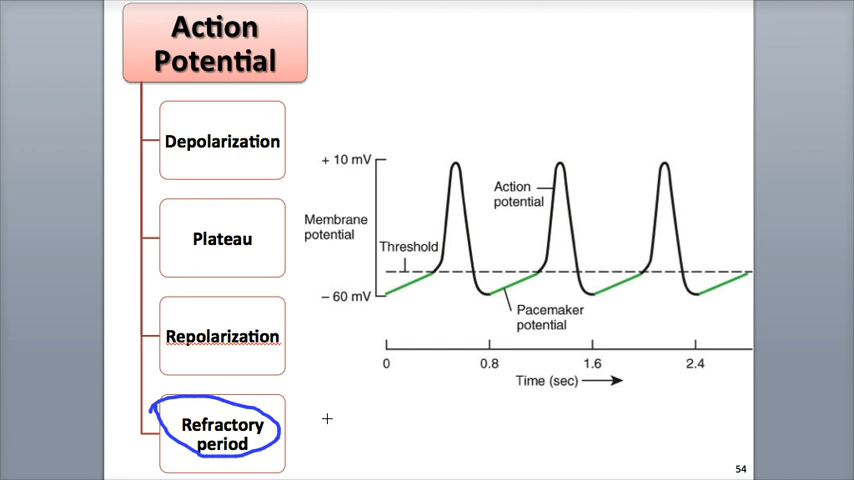 Action
Potential
Depolarization
Plateau
Repolarization
Refractory
period
+ 10 mV
Action
potential
Membrane
potential
Threshold
– 60 mV
Pacemaker
potential
0
0.8
1.6
2.4
Time (sec)
54